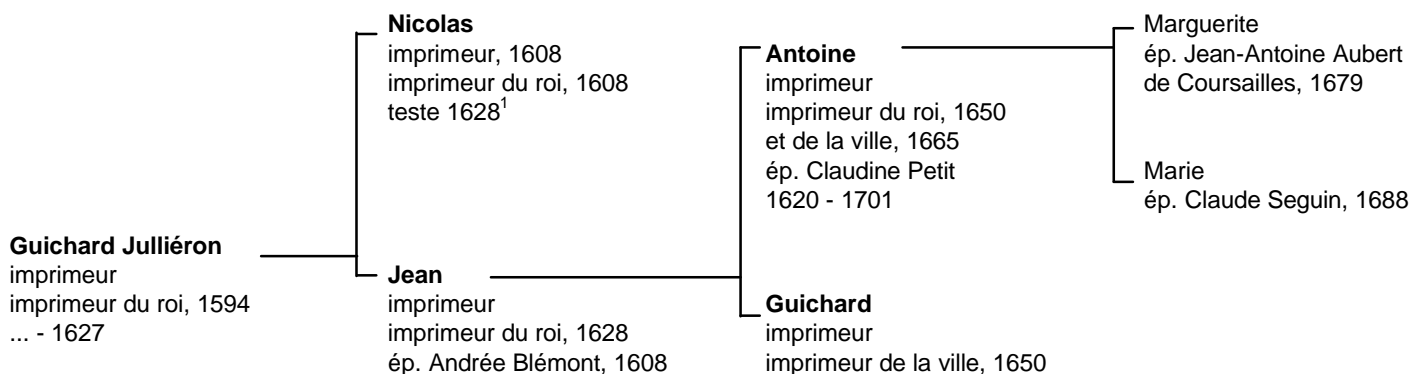 Guichard Julliéron
imprimeur
imprimeur du roi, 1594
... - 1627
Nicolas
imprimeur, 1608
imprimeur du roi, 1608
teste 1628¹
Jean
imprimeur
imprimeur du roi, 1628
ép. Andrée Blémont, 1608
Antoine
imprimeur
imprimeur du roi, 1650
et de la ville, 1665
ép. Claudine Petit
1620 - 1701
Guichard
imprimeur
imprimeur de la ville, 1650
Marguerite
ép. Jean-Antoine Aubert
de Coursailles, 1679
Marie
ép. Claude Seguin, 1688